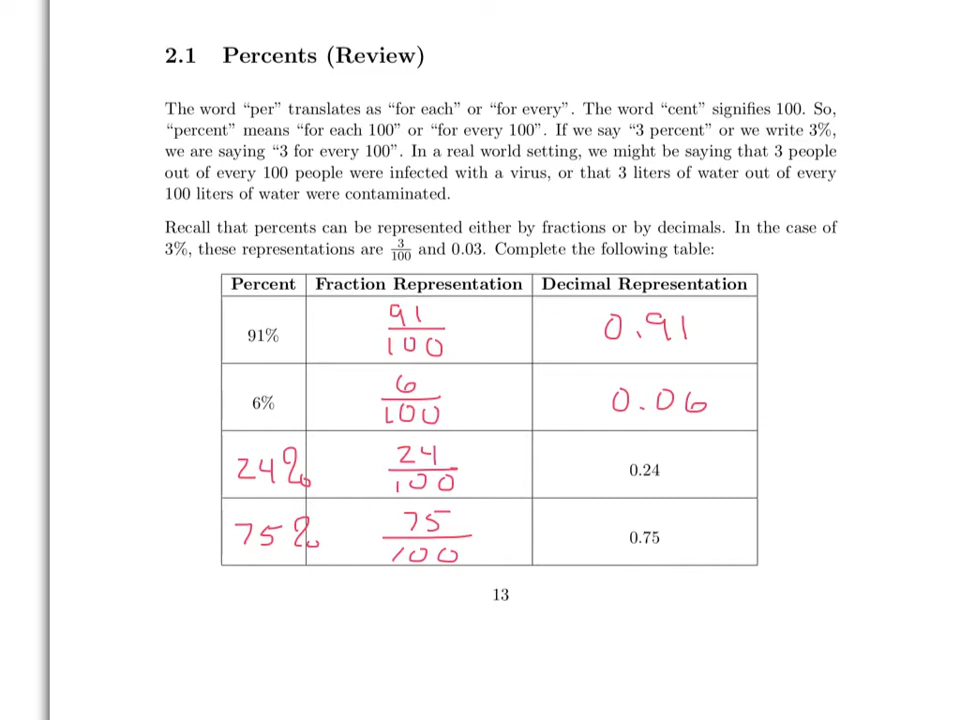 2.1 Percents (Review)
The word “per” translates as “for each” or “for every”. The word “cent” signifies 100. So,
“percent” means “for each 100” or “for every 100”. If we say “3 percent” or we write 3%,
we are saying “3 for every 100”. In a real world setting, we might be saying that 3 people
out of every 100 people were infected with a virus, or that 3 liters of water out of every
100 liters of water were contaminated.
Recall that percents can be represented either by fractions or by decimals. In the case of
3%, these representations are 3/100 and 0.03. Complete the following table:
Percent Fraction Representation Decimal Representation
91% 91/100 0.91
6% 6/100 0.06
24% 24/100 0.24
75% 75/100 0.75
13